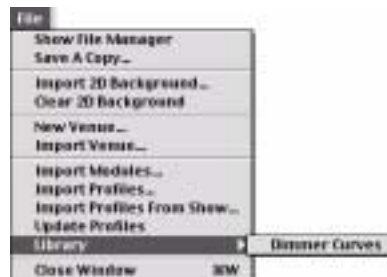 File
Show File Manager
Save A Copy...
Import 2D Background...
Clear 2D Background
New Venue...
Import Venue...
Import Modules...
Import Profiles...
Import Profiles From Show...
Update Profiles
Library
Dimmer Curves
Close Window ⌘W